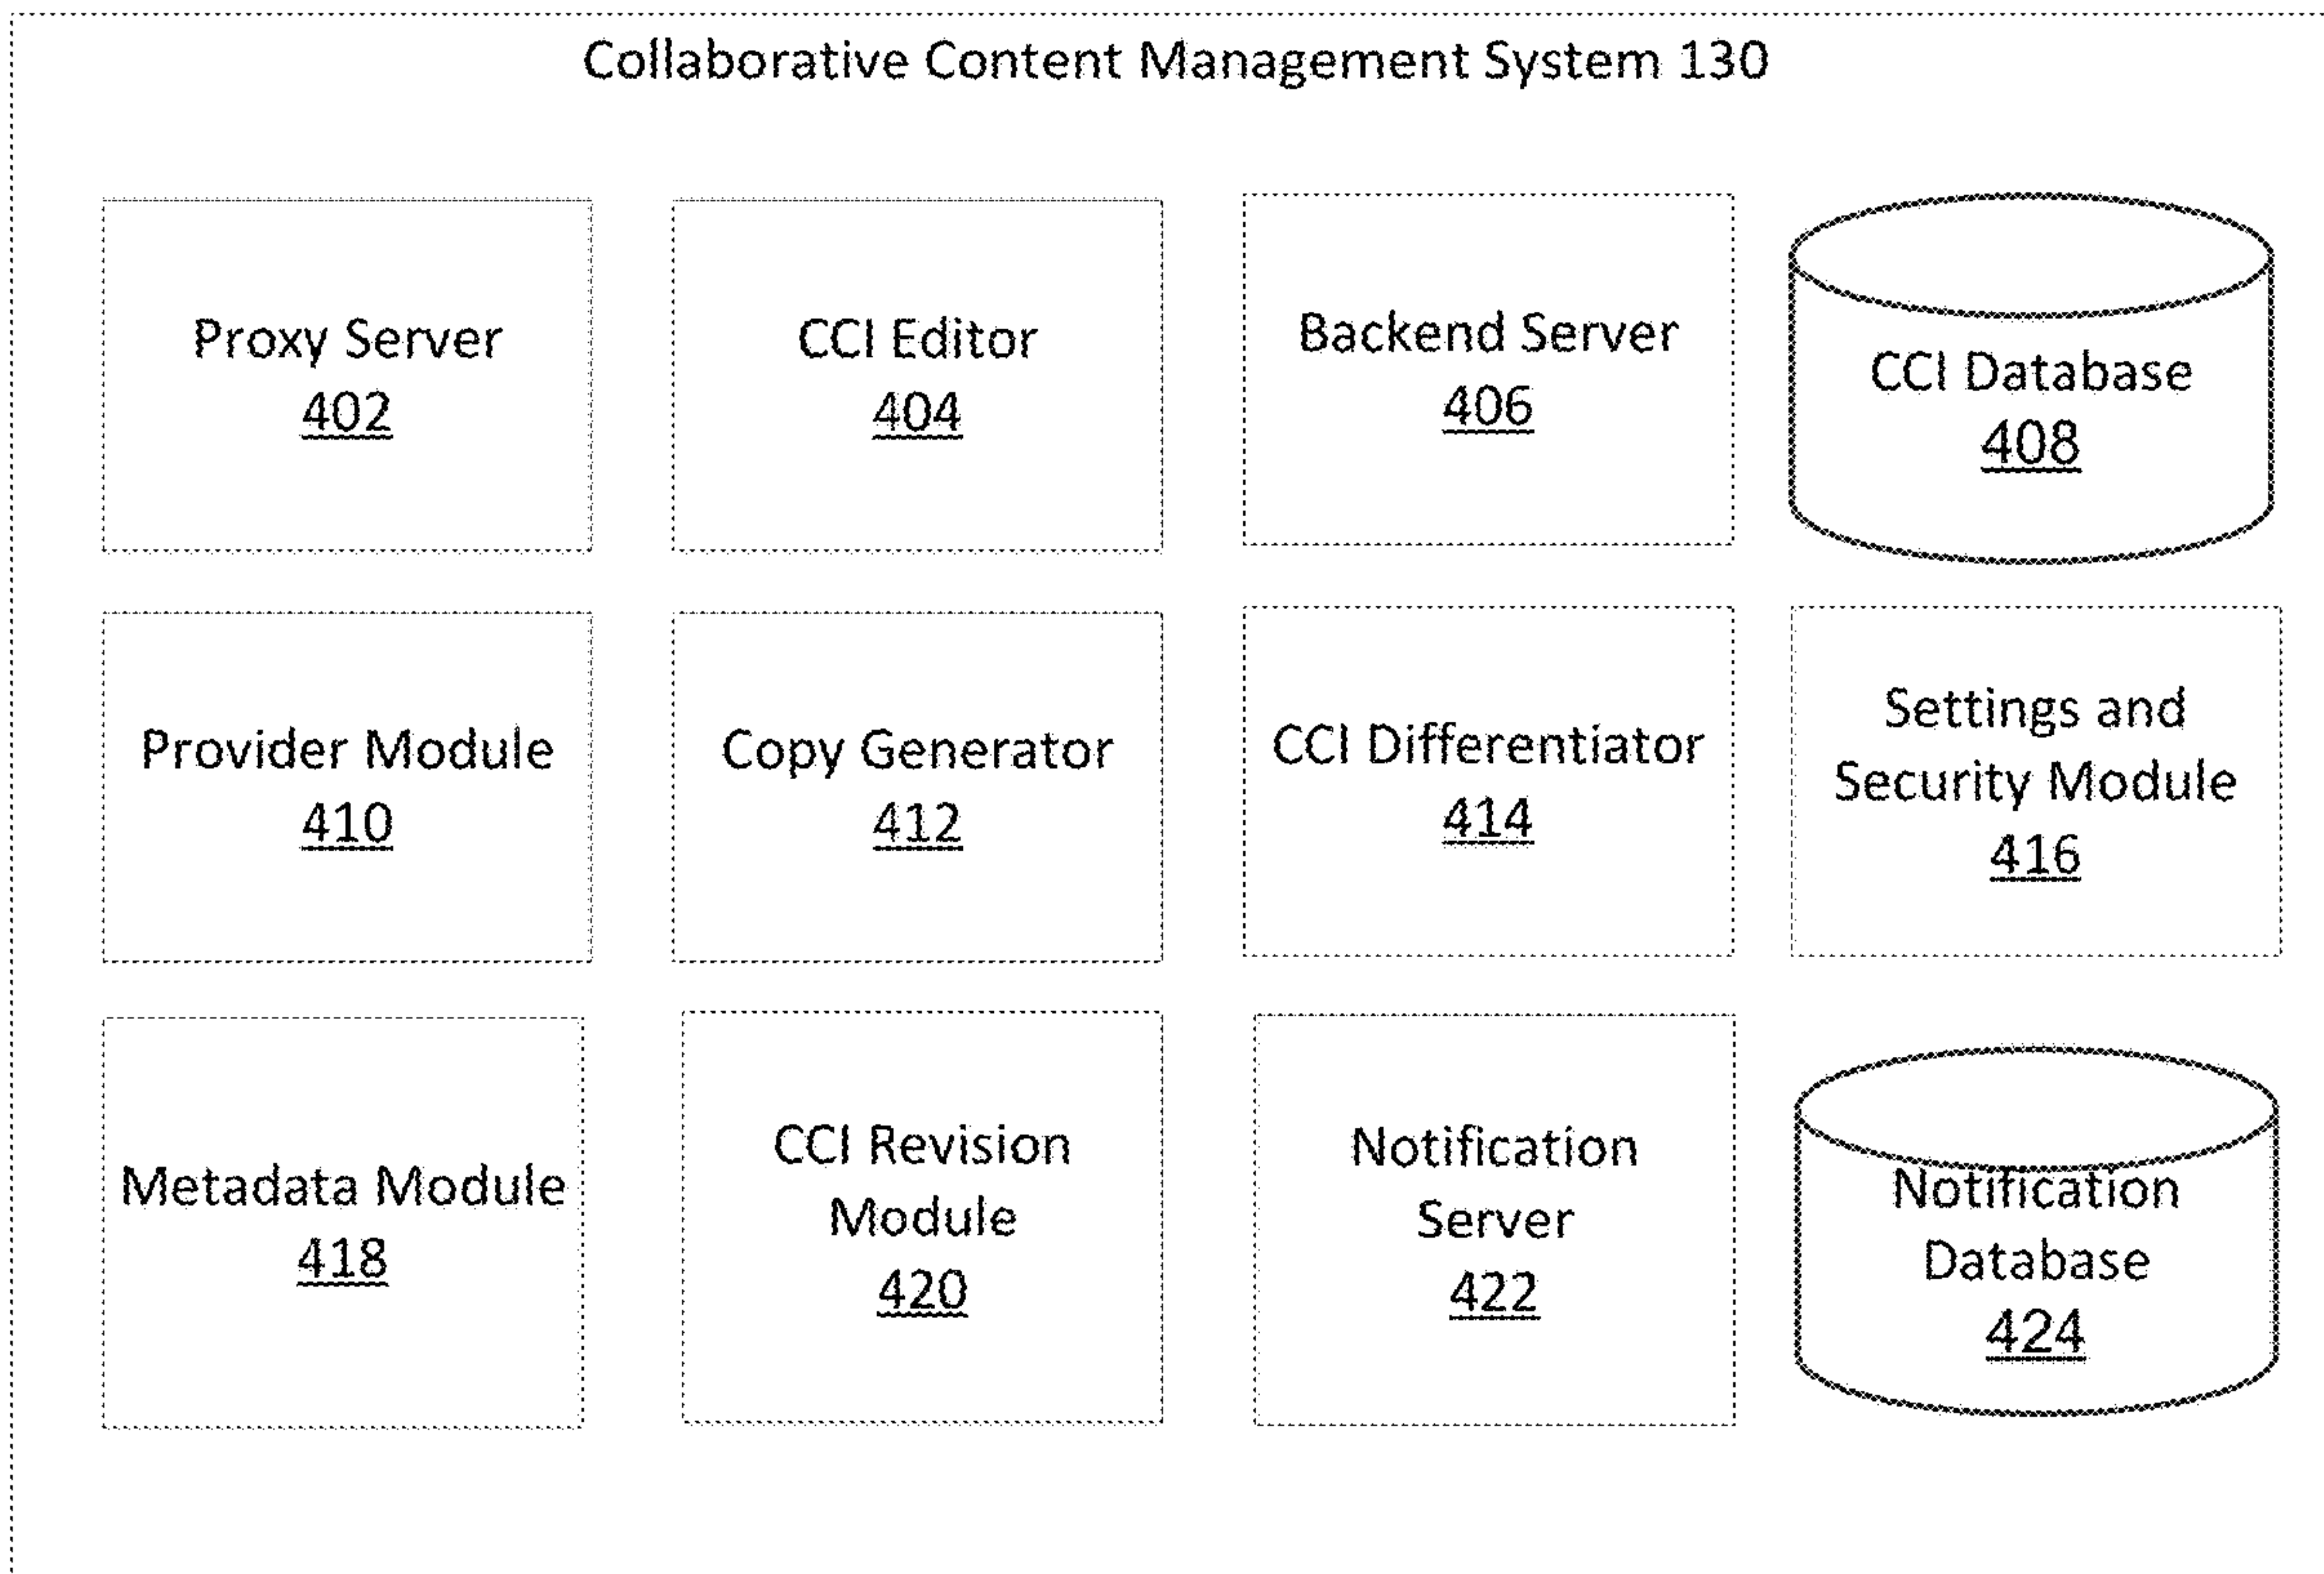 Collaborative Content Management System 130
Proxy Server
402
CCI Editor
404
Backend Server
406
CCI Database
408
Provider Module
410
Copy Generator
412
CCI Differentiator
414
Settings and
Security Module
416
Metadata Module
418
CCI Revision
Module
420
Notification
Server
422
Notification
Database
424